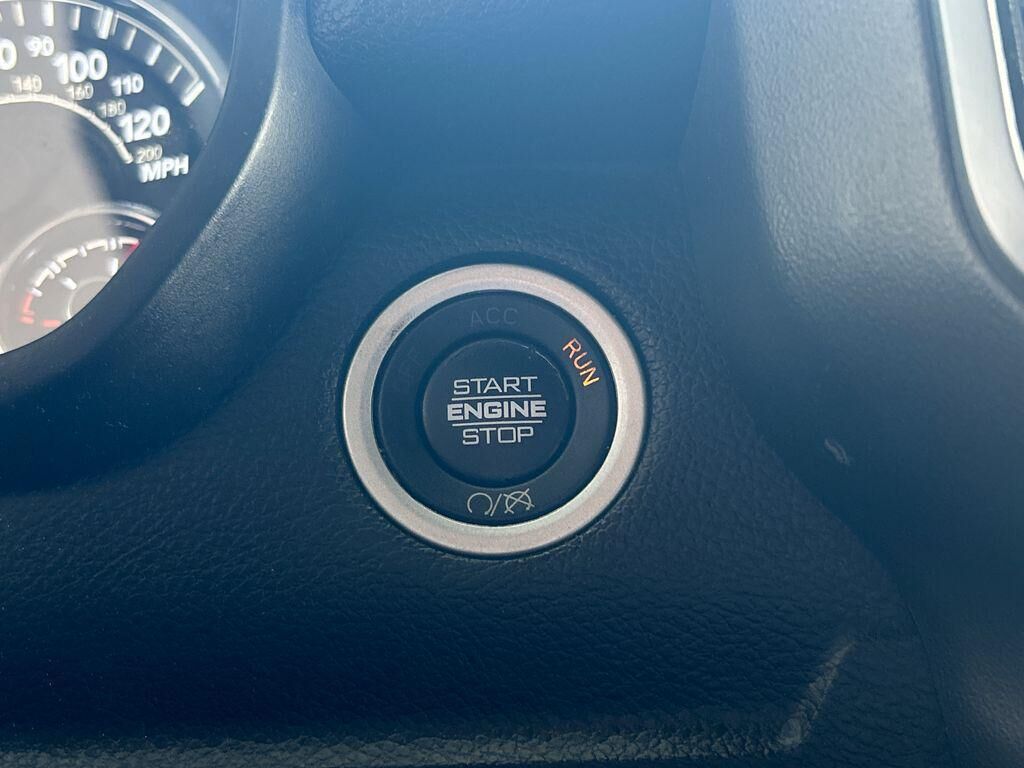 90
100
110
120
MPH
140
160
180
200
ACC
RUN
START
ENGINE
STOP